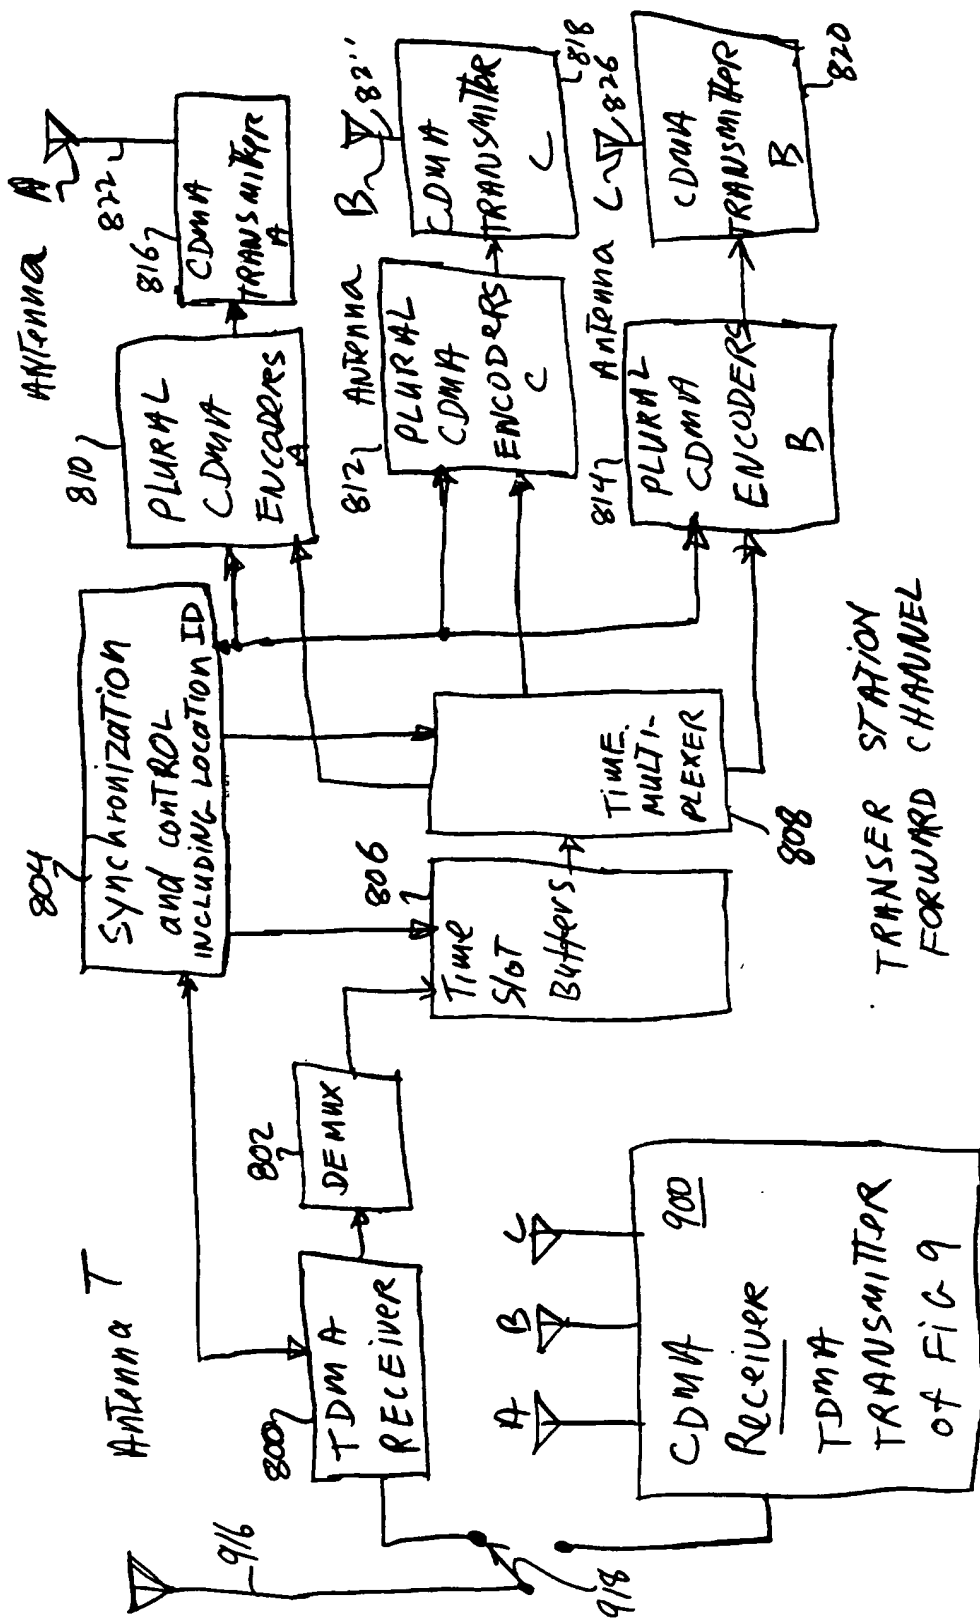 Antenna T
916
918
800
TDMA
RECEIVER
802
DEMUX
804
Synchronization
and CONTROL
INCLUDING LOCATION ID
806
Time
Slot
Buffers
TIME
MULTI-
PLEXER
808
810
PLURAL
CDMA
ENCODERS
A
ANTenna A
822
816
CDMA
TRANSMITTER
A
812
PLURAL
CDMA
ENCODERS
C
ANTenna B
CDMA
TRANSMITTER
C
818
814
PLURAL
CDMA
ENCODERS
B
Antenna C
826
CDMA
TRANSMITTER
B
820
A
B
C
CDMA 900
Receiver
TDMA
TRANSMITTER
of FIG 9
TRANSER STATION
FORWARD CHANNEL